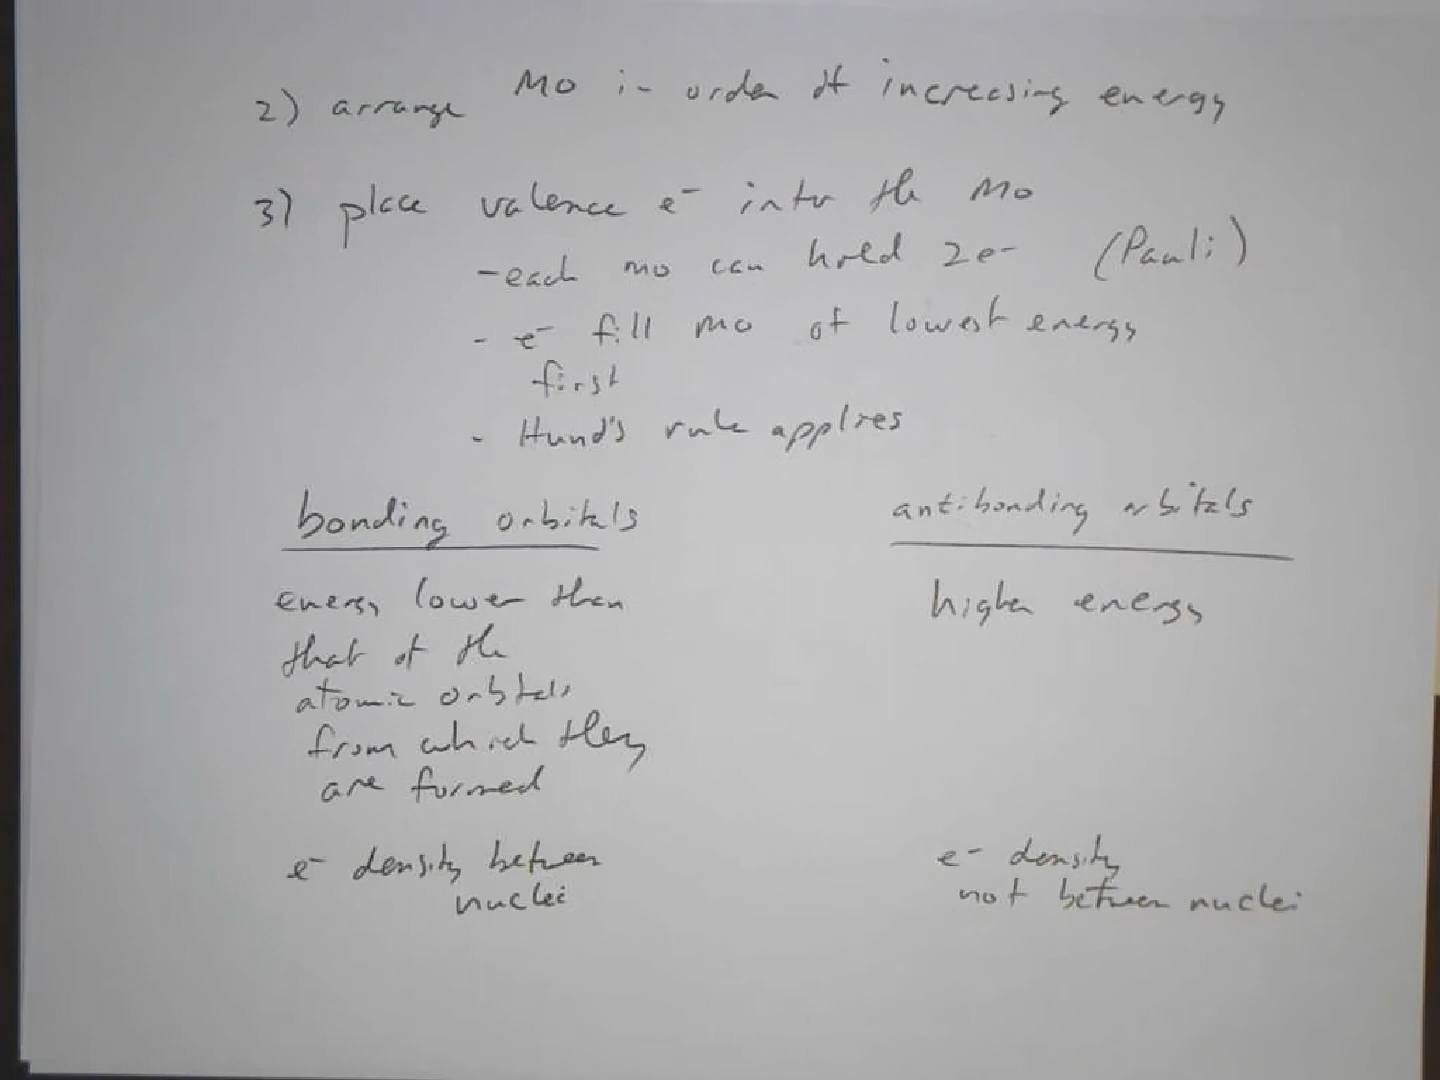 2) arrange MO in order of increasing energy
3) place valence e⁻ into the MO
- each MO can hold 2e⁻ (Pauli)
- e⁻ fill MO of lowest energy
first
- Hund's rule applies
bonding orbitals
antibonding orbitals
energy lower than
that of the
atomic orbitals
from which they
are formed
higher energy
e⁻ density between
nuclei
e⁻ density
not between nuclei